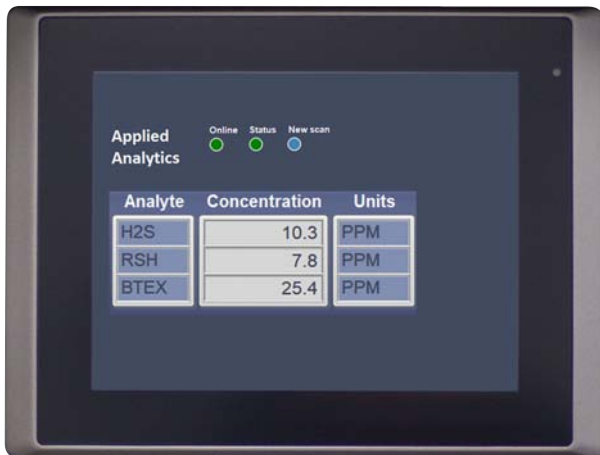 Applied
Analytics
Online Status New scan
Analyte Concentration Units
H2S 10.3 PPM
RSH 7.8 PPM
BTEX 25.4 PPM